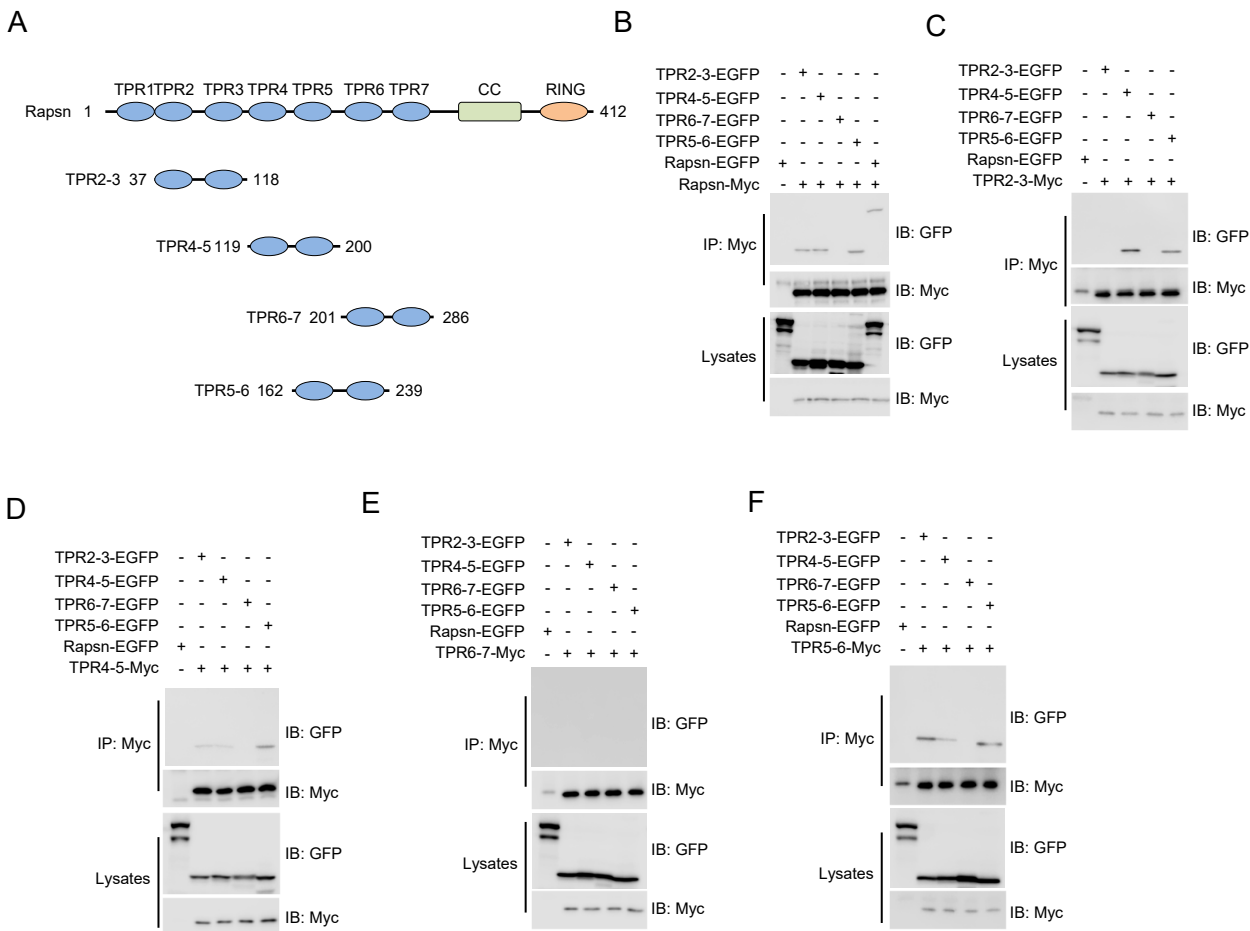 A
TPR1 TPR2 TPR3 TPR4 TPR5 TPR6 TPR7 CC RING
Rapsn 1 412
TPR2-3 37 118
TPR4-5 119 200
TPR6-7 201 286
TPR5-6 162 239
B
TPR2-3-EGFP - + - - - -
TPR4-5-EGFP - - + - - -
TPR6-7-EGFP - - - + - -
TPR5-6-EGFP - - - - + -
Rapsn-EGFP + - - - - +
Rapsn-Myc - + + + + +
IP: Myc
IB: GFP
IB: Myc
Lysates
IB: GFP
IB: Myc
C
TPR2-3-EGFP - + - - -
TPR4-5-EGFP - - + - -
TPR6-7-EGFP - - - + -
TPR5-6-EGFP - - - - +
Rapsn-EGFP + - - - -
TPR2-3-Myc - + + + +
IP: Myc
IB: GFP
IB: Myc
Lysates
IB: GFP
IB: Myc
D
TPR2-3-EGFP - + - - -
TPR4-5-EGFP - - + - -
TPR6-7-EGFP - - - + -
TPR5-6-EGFP - - - - +
Rapsn-EGFP + - - - -
TPR4-5-Myc - + + + +
IP: Myc
IB: GFP
IB: Myc
Lysates
IB: GFP
IB: Myc
E
TPR2-3-EGFP - + - - -
TPR4-5-EGFP - - + - -
TPR6-7-EGFP - - - + -
TPR5-6-EGFP - - - - +
Rapsn-EGFP + - - - -
TPR6-7-Myc - + + + +
IP: Myc
IB: GFP
IB: Myc
Lysates
IB: GFP
IB: Myc
F
TPR2-3-EGFP - + - - -
TPR4-5-EGFP - - + - -
TPR6-7-EGFP - - - + -
TPR5-6-EGFP - - - - +
Rapsn-EGFP + - - - -
TPR5-6-Myc - + + + +
IP: Myc
IB: GFP
IB: Myc
Lysates
IB: GFP
IB: Myc